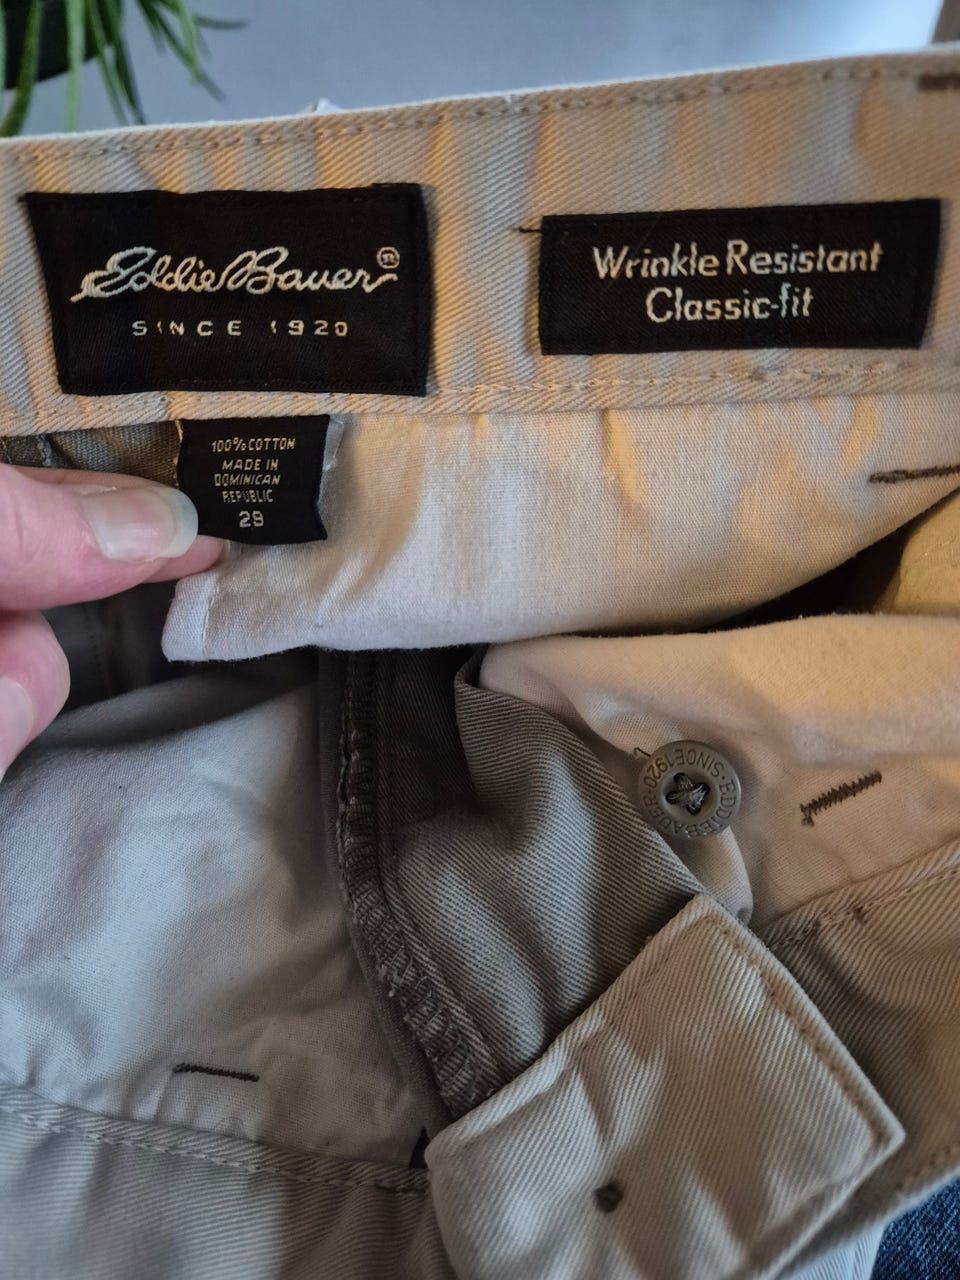 Eddie Bauer®
SINCE 1920
Wrinkle Resistant
Classic-fit
100% COTTON
MADE IN
DOMINICAN
REPUBLIC
29
EDDIE BAUER·SINCE 1920·